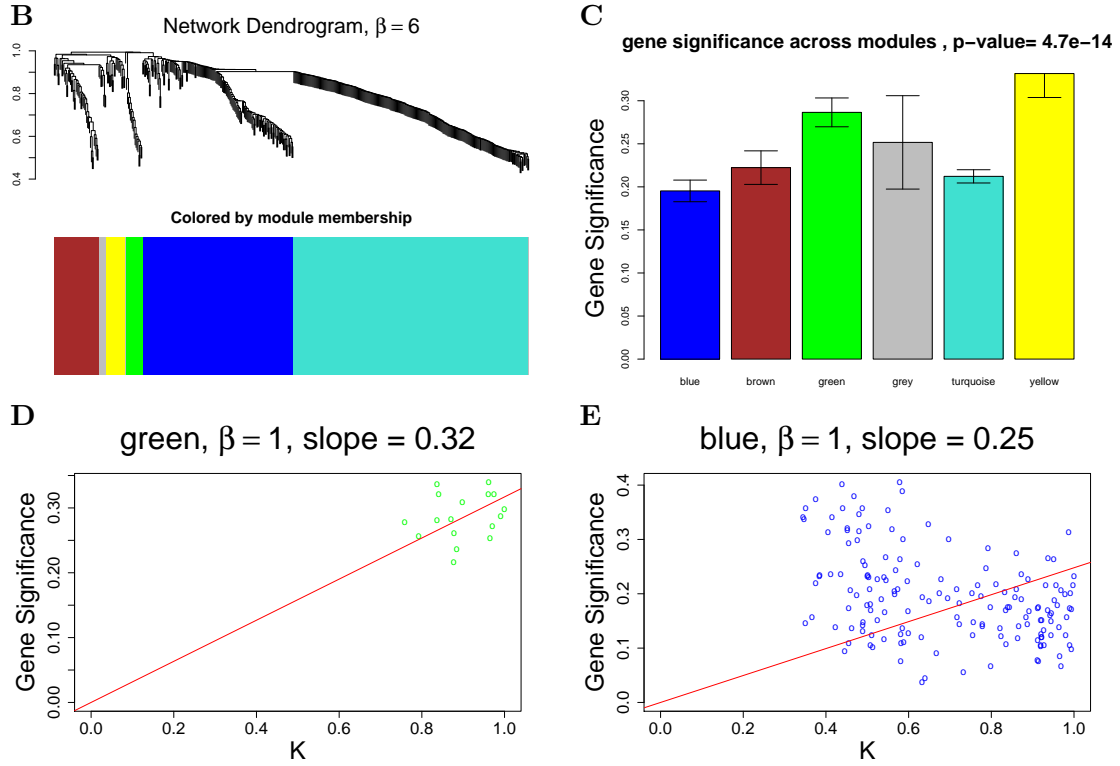 B
Network Dendrogram, β = 6
1.0
0.8
0.6
0.4
Colored by module membership
C
gene significance across modules , p−value= 4.7e−14
Gene Significance
0.30
0.25
0.20
0.15
0.10
0.05
0.00
blue brown green grey turquoise yellow
D
green, β = 1, slope = 0.32
Gene Significance
0.30
0.20
0.10
0.00
0.0 0.2 0.4 0.6 0.8 1.0
K
E
blue, β = 1, slope = 0.25
Gene Significance
0.4
0.3
0.2
0.1
0.0
0.0 0.2 0.4 0.6 0.8 1.0
K